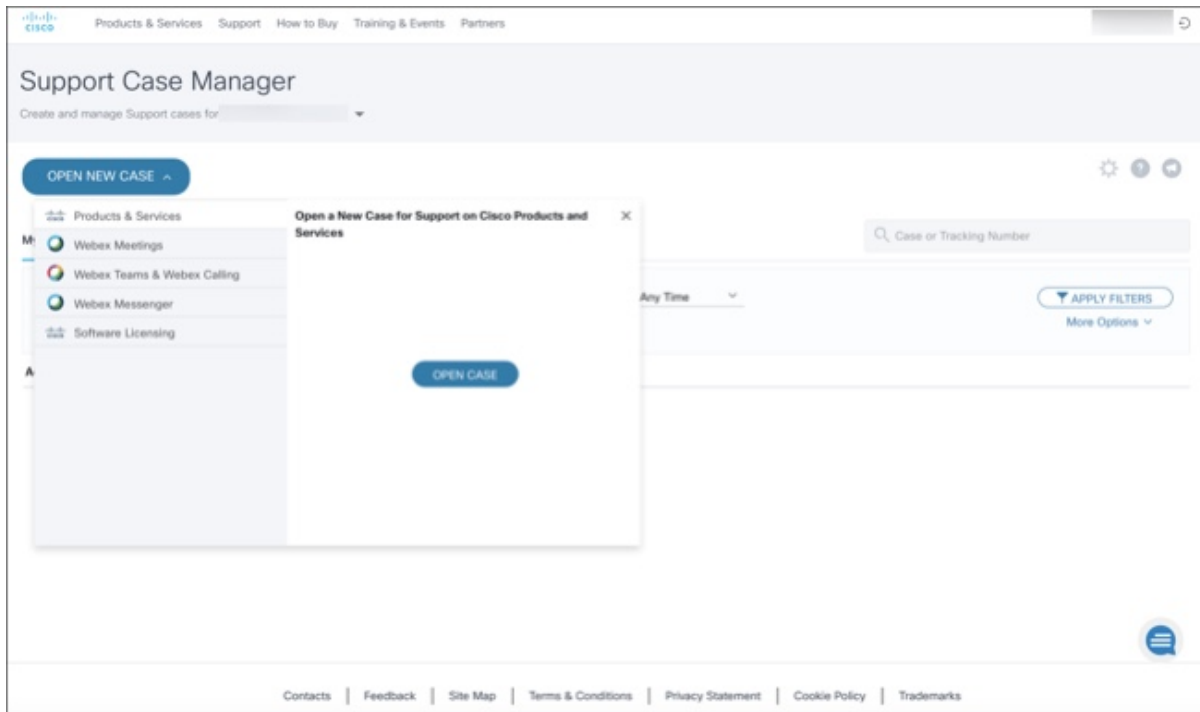 CISCO
Products & Services Support How to Buy Training & Events Partners
Support Case Manager
Create and manage Support cases for
OPEN NEW CASE
Products & Services
Webex Meetings
Webex Teams & Webex Calling
Webex Messenger
Software Licensing
Open a New Case for Support on Cisco Products and
Services
OPEN CASE
Case or Tracking Number
Any Time
APPLY FILTERS
More Options
Contacts | Feedback | Site Map | Terms & Conditions | Privacy Statement | Cookie Policy | Trademarks